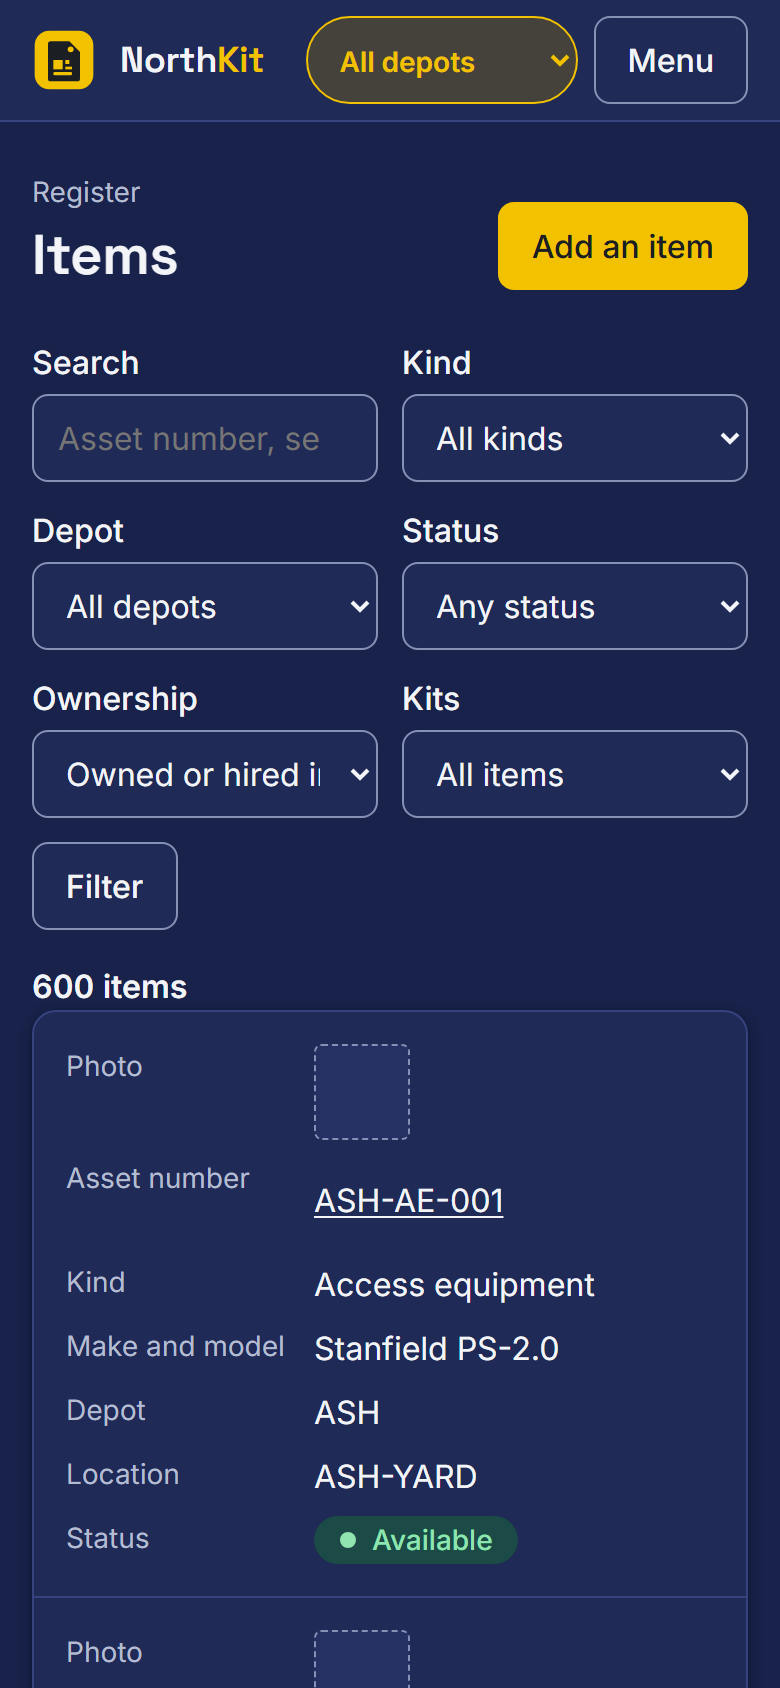 NorthKit
All depots
Menu
Register
Items
Add an item
Search
Kind
Asset number, se
All kinds
Depot
Status
All depots
Any status
Ownership
Kits
Owned or hired i
All items
Filter
600 items
Photo
Asset number
ASH-AE-001
Kind
Access equipment
Make and model
Stanfield PS-2.0
Depot
ASH
Location
ASH-YARD
Status
Available
Photo